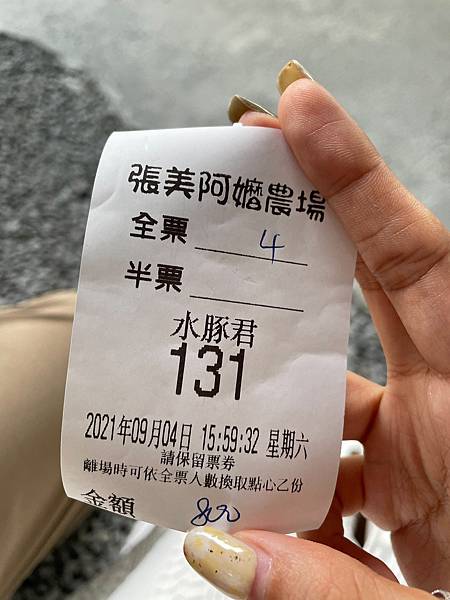 張美阿嬤農場
全票 4
半票
水豚君
131
2021年09月04日 15:59:32 星期六
請保留票券
離場時可依全票人數換取點心乙份
金額 800